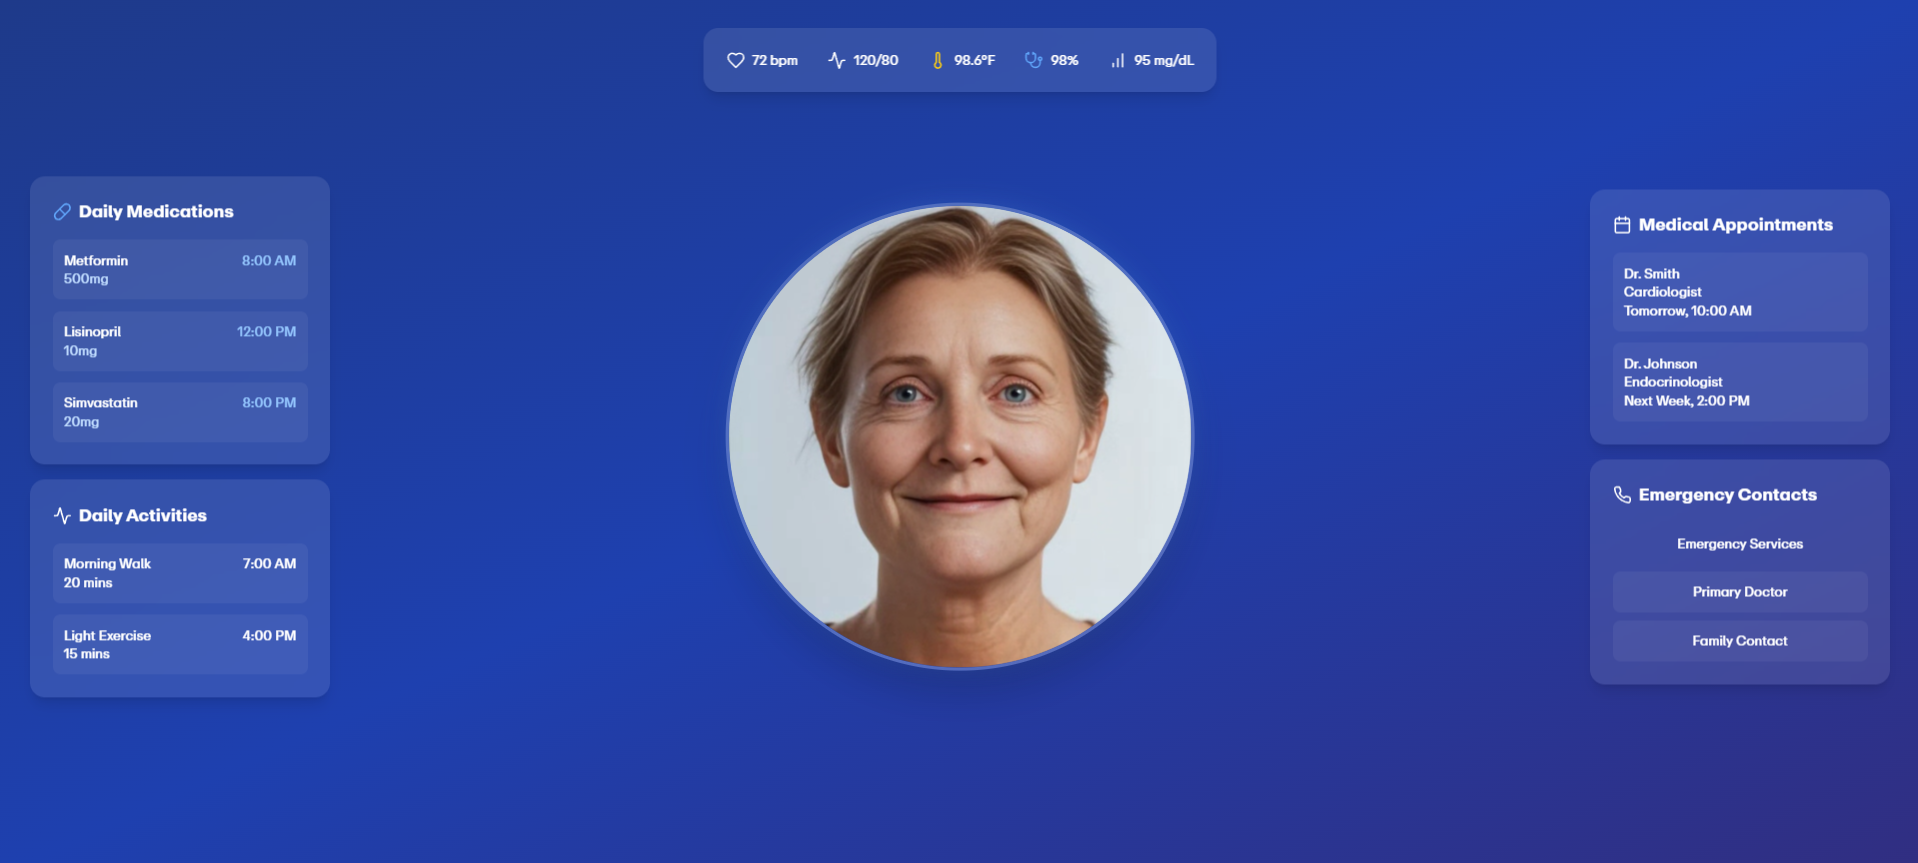 72 bpm
120/80
98.6°F
98%
95 mg/dL
Daily Medications
Metformin
8:00 AM
500mg
Lisinopril
12:00 PM
10mg
Simvastatin
8:00 PM
20mg
Daily Activities
Morning Walk
7:00 AM
20 mins
Light Exercise
4:00 PM
15 mins
Medical Appointments
Dr. Smith
Cardiologist
Tomorrow, 10:00 AM
Dr. Johnson
Endocrinologist
Next Week, 2:00 PM
Emergency Contacts
Emergency Services
Primary Doctor
Family Contact